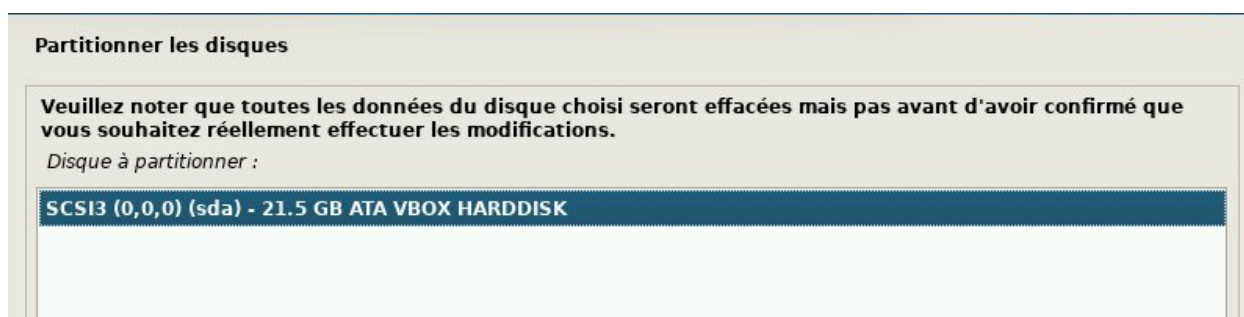 Partitionner les disques
Veuillez noter que toutes les données du disque choisi seront effacées mais pas avant d'avoir confirmé que
vous souhaitez réellement effectuer les modifications.
Disque à partitionner :
SCSI3 (0,0,0) (sda) - 21.5 GB ATA VBOX HARDDISK